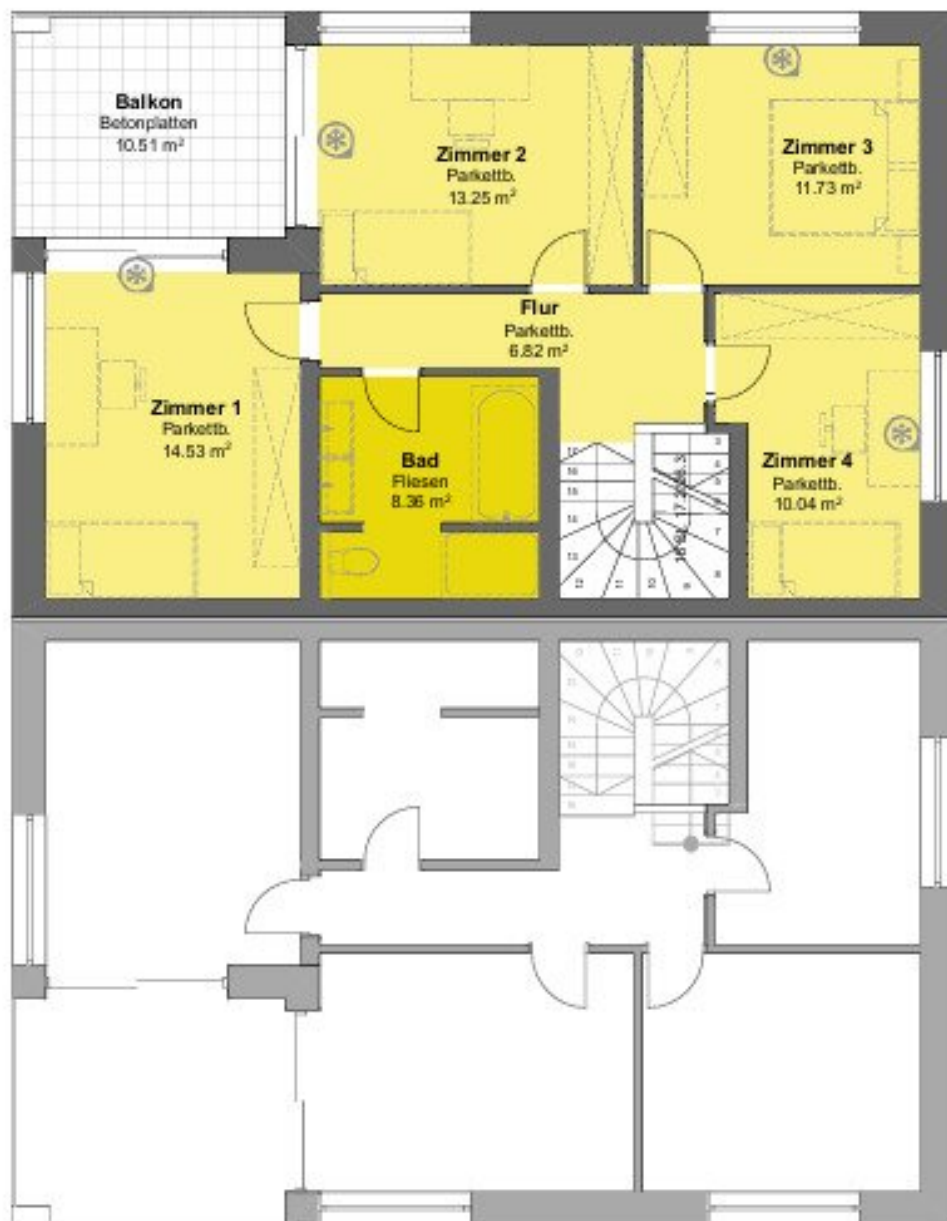 Balkon
Betonplatten
10.51 m²
Zimmer 2
Parkettb.
13.25 m²
Zimmer 3
Parkettb.
11.73 m²
Flur
Parkettb.
6.82 m²
Zimmer 1
Parkettb.
14.53 m²
Bad
Fliesen
8.36 m²
Zimmer 4
Parkettb.
10.04 m²